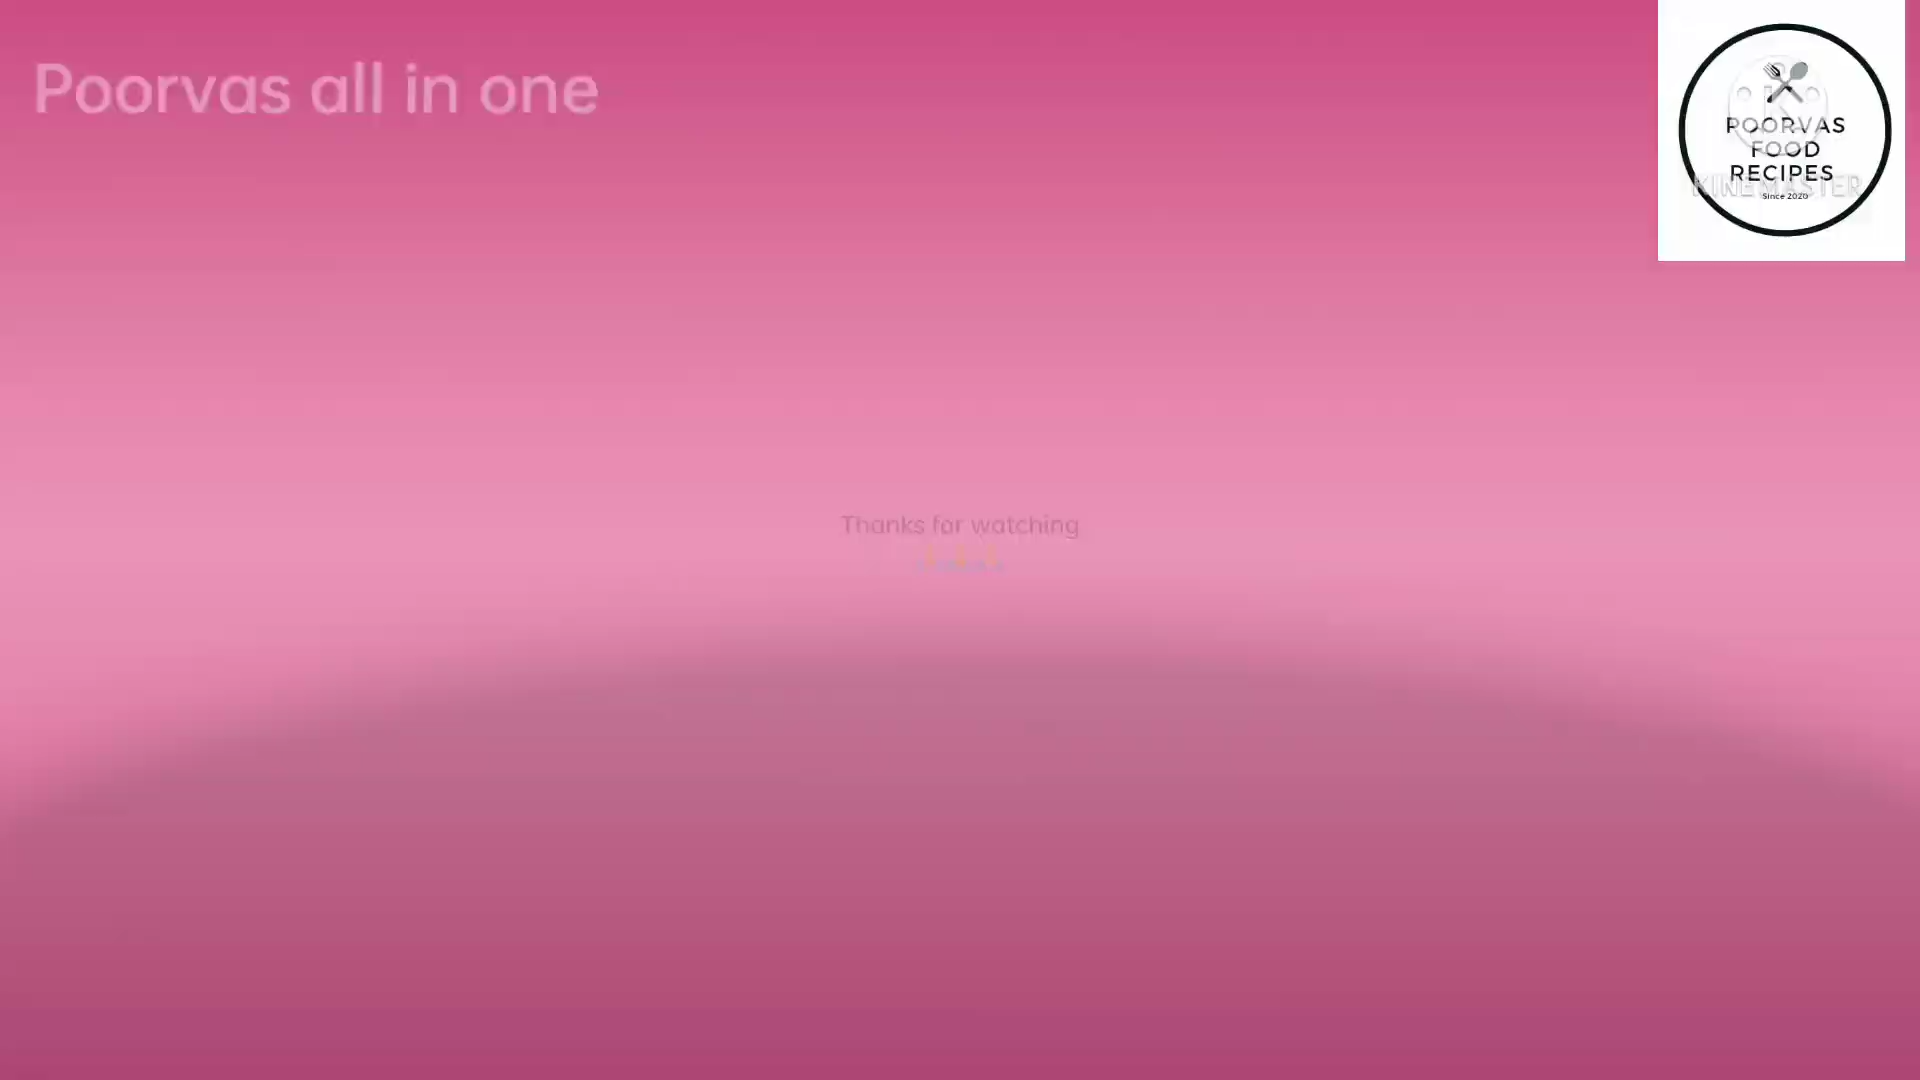 Poorvas all in one
POORVAS
FOOD
RECIPES
KINEMASTER
Since 2020
Thanks for watching